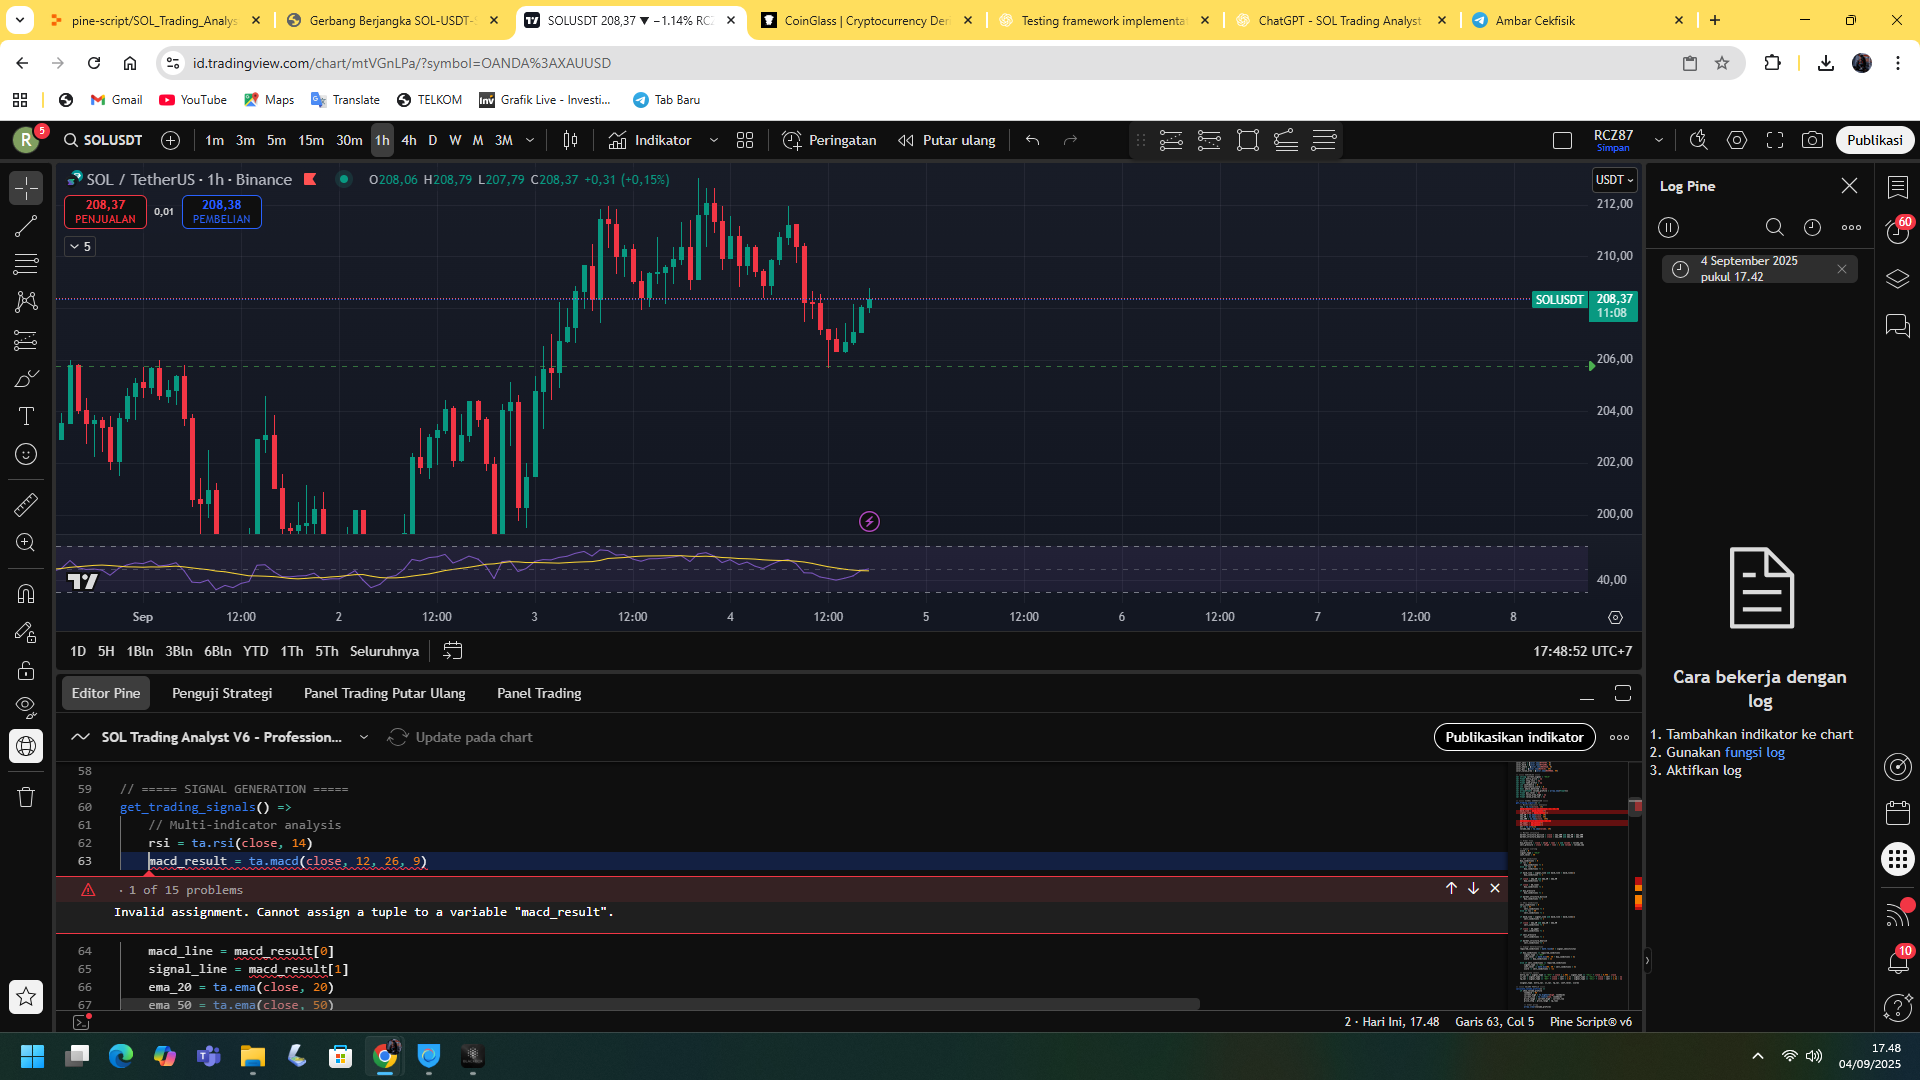 pine-script/SOL_Trading_Analys
Gerbang Berjangka SOL-USDT-S
SOLUSDT 208,37 ▼ −1.14% RCZ
CoinGlass | Cryptocurrency Der
Testing framework implementa
ChatGPT - SOL Trading Analyst
Ambar Cekfisik
id.tradingview.com/chart/mtVGnLPa/?symbol=OANDA%3AXAUUSD
Gmail
YouTube
Maps
Translate
TELKOM
Inv
Grafik Live - Investi...
Tab Baru
R
5
SOLUSDT
1m
3m
5m
15m
30m
1h
4h
D
W
M
3M
Indikator
Peringatan
Putar ulang
RCZ87
Simpan
Publikasi
SOL / TetherUS · 1h · Binance
O208,06 H208,79 L207,79 C208,37 +0,31 (+0,15%)
208,37
PENJUALAN
0,01
208,38
PEMBELIAN
5
USDT
212,00
210,00
SOLUSDT
208,37
11:08
206,00
204,00
202,00
200,00
40,00
Sep
12:00
2
12:00
3
12:00
4
12:00
5
12:00
6
12:00
7
12:00
8
1D
5H
1Bln
3Bln
6Bln
YTD
1Th
5Th
Seluruhnya
17:48:52 UTC+7
Log Pine
4 September 2025
pukul 17.42
Cara bekerja dengan
log
1. Tambahkan indikator ke chart
2. Gunakan fungsi log
3. Aktifkan log
60
10
Editor Pine
Penguji Strategi
Panel Trading Putar Ulang
Panel Trading
SOL Trading Analyst V6 - Profession...
Update pada chart
Publikasikan indikator
58
59 // ===== SIGNAL GENERATION =====
60 get_trading_signals() =>
61 // Multi-indicator analysis
62 rsi = ta.rsi(close, 14)
63 macd_result = ta.macd(close, 12, 26, 9)
· 1 of 15 problems
Invalid assignment. Cannot assign a tuple to a variable "macd_result".
64 macd_line = macd_result[0]
65 signal_line = macd_result[1]
66 ema_20 = ta.ema(close, 20)
67 ema_50 = ta.ema(close, 50)
2 · Hari Ini, 17.48
Garis 63, Col 5
Pine Script® v6
17.48
04/09/2025